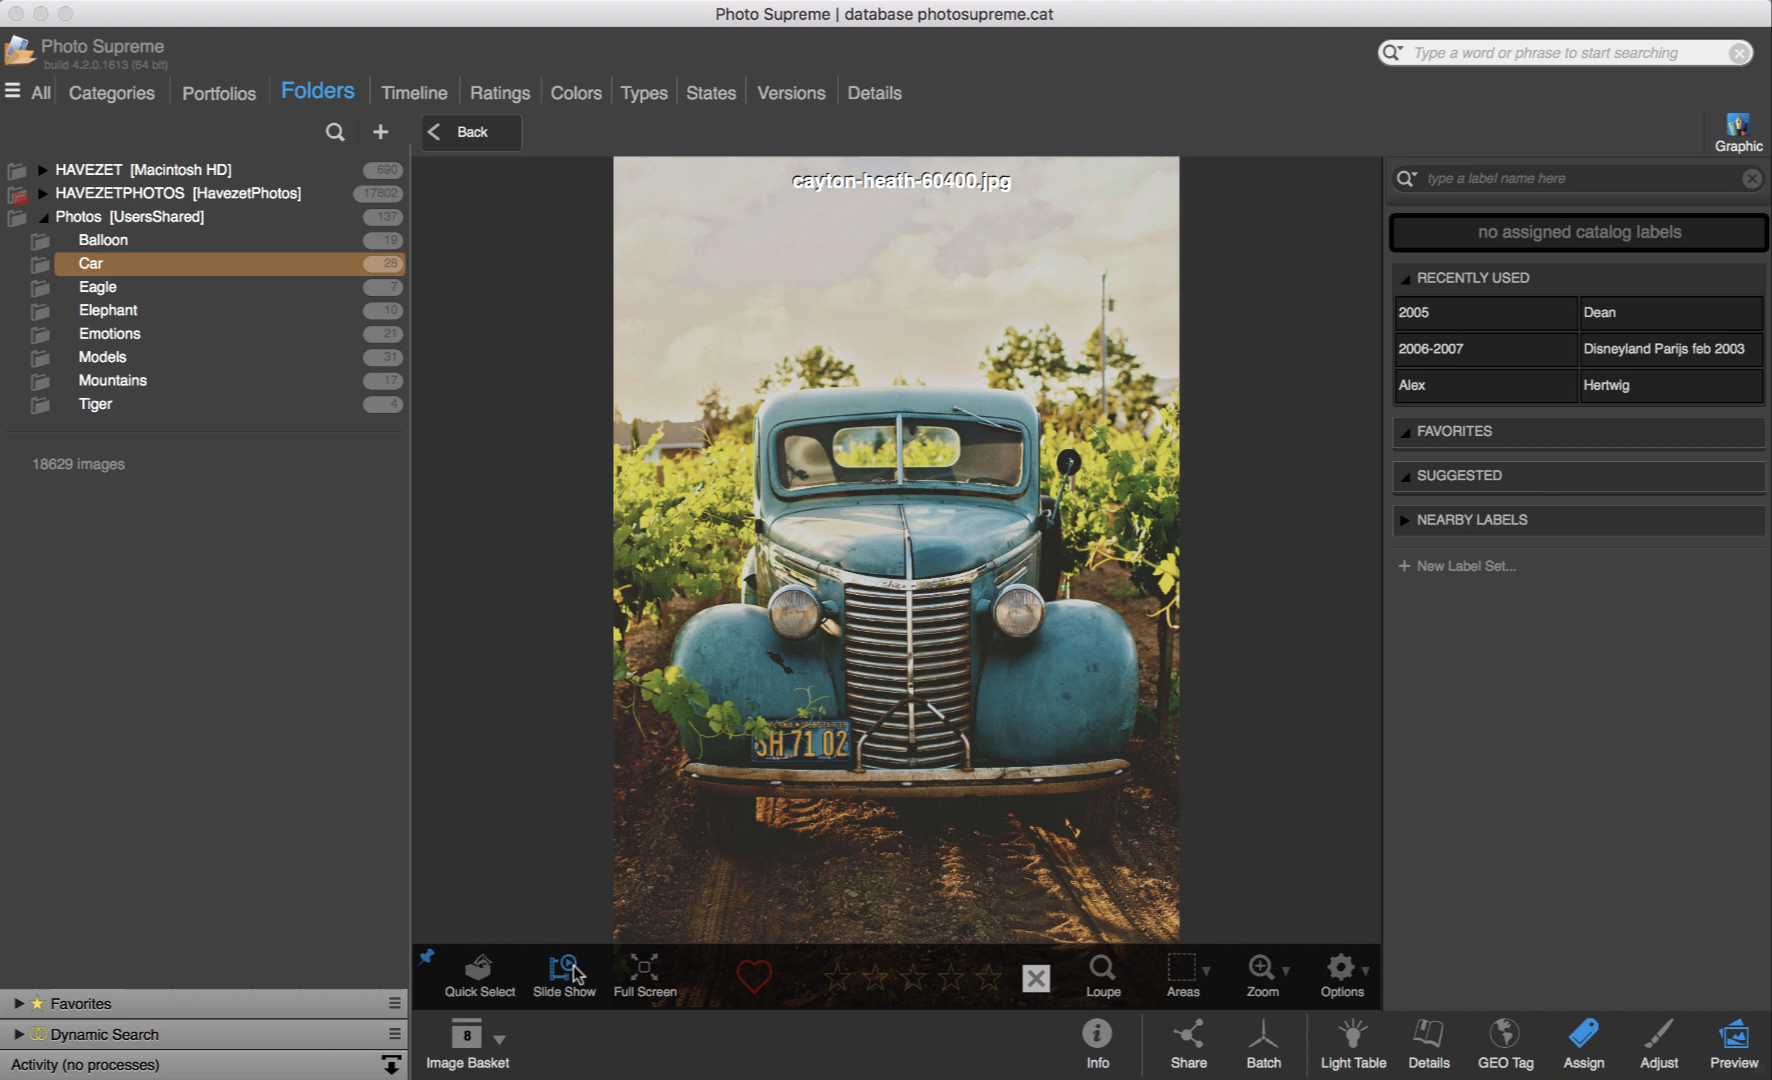 Photo Supreme | database photosupreme.cat
Photo Supreme
build 4.2.0.1613 (64 bit)
Type a word or phrase to start searching
All Categories Portfolios Folders Timeline Ratings Colors Types States Versions Details
Back
Graphic
HAVEZET [Macintosh HD] 690
HAVEZETPHOTOS [HavezetPhotos] 17802
Photos [UsersShared] 137
Balloon 19
Car 28
Eagle 7
Elephant 10
Emotions 21
Models 31
Mountains 17
Tiger 4
18629 images
cayton-heath-60400.jpg
SH 71 02
type a label name here
no assigned catalog labels
RECENTLY USED
2005 Dean
2006-2007 Disneyland Parijs feb 2003
Alex Hertwig
FAVORITES
SUGGESTED
NEARBY LABELS
+ New Label Set...
Quick Select Slide Show Full Screen Loupe Areas Zoom Options
Favorites
Dynamic Search
Activity (no processes)
8
Image Basket Info Share Batch Light Table Details GEO Tag Assign Adjust Preview